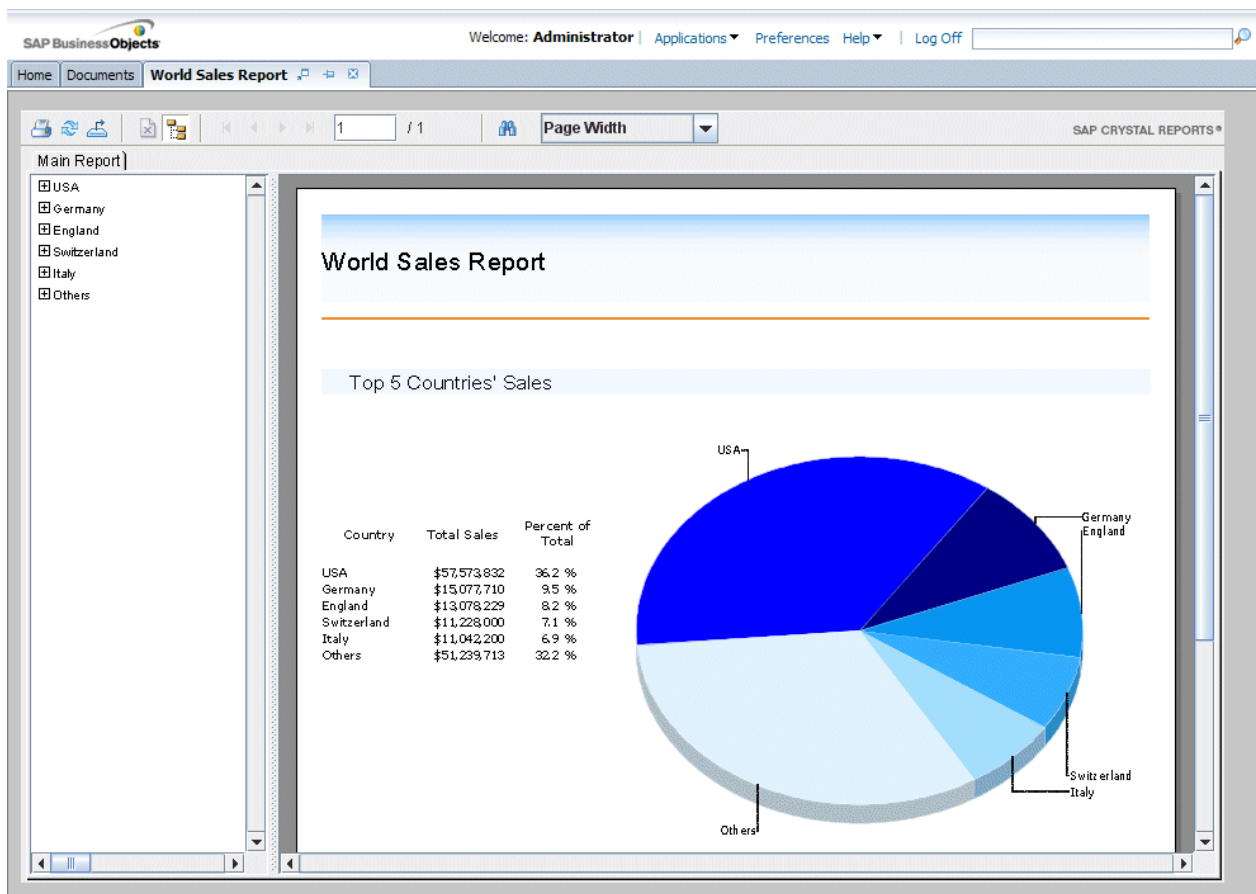 SAP BusinessObjects
Welcome: Administrator | Applications Preferences Help | Log Off
Home Documents World Sales Report
1 / 1 Page Width SAP CRYSTAL REPORTS®
Main Report
USA
Germany
England
Switzerland
Italy
Others
World Sales Report
Top 5 Countries' Sales
Country Total Sales Percent of Total
USA $57,573,832 36.2 %
Germany $15,077,710 9.5 %
England $13,078,229 8.2 %
Switzerland $11,228,000 7.1 %
Italy $11,042,200 6.9 %
Others $51,239,713 32.2 %
USA
Germany
England
Switzerland
Italy
Others